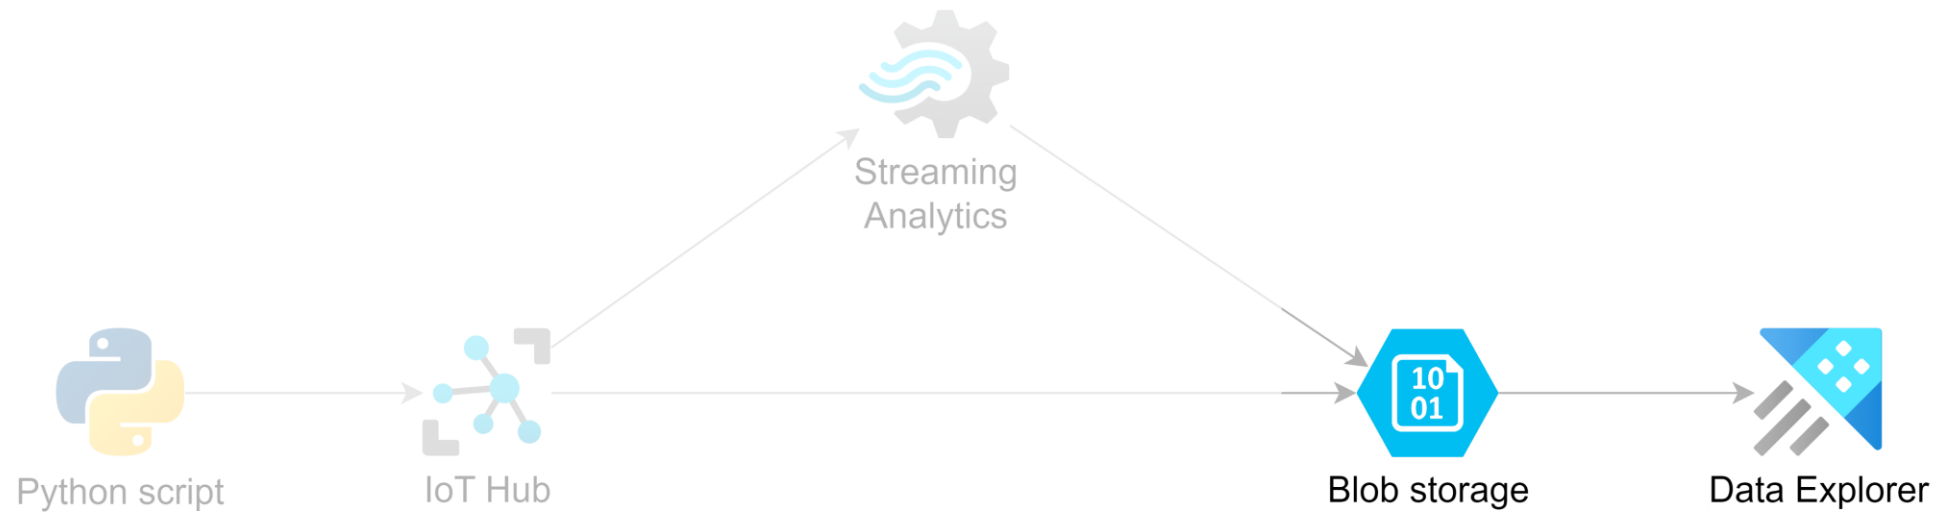 Streaming
Analytics
10
01
Python script
IoT Hub
Blob storage
Data Explorer